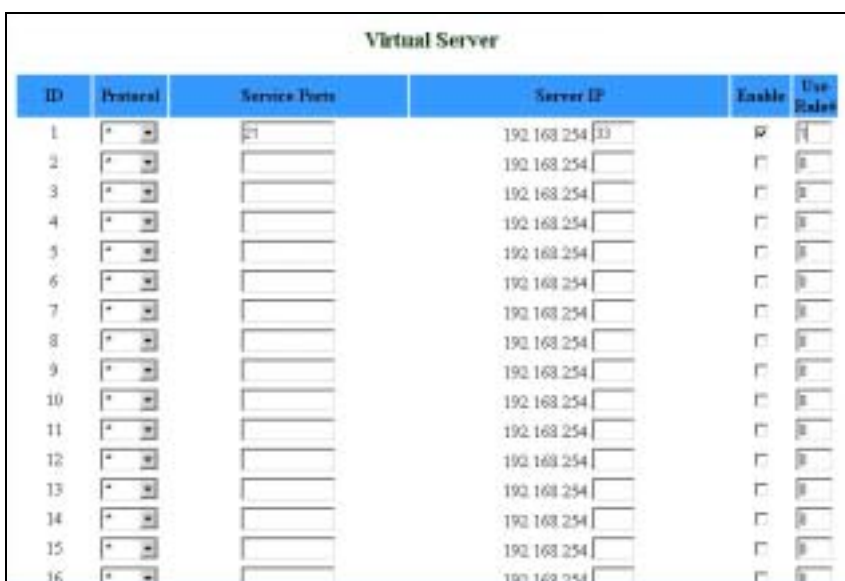 Virtual Server
ID Protocol Service Ports Server IP Enable Use Rule#
1 * 21 192.168.254.33 1
2 * 192.168.254. 0
3 * 192.168.254. 0
4 * 192.168.254. 0
5 * 192.168.254. 0
6 * 192.168.254. 0
7 * 192.168.254. 0
8 * 192.168.254. 0
9 * 192.168.254. 0
10 * 192.168.254. 0
11 * 192.168.254. 0
12 * 192.168.254. 0
13 * 192.168.254. 0
14 * 192.168.254. 0
15 * 192.168.254. 0
16 * 192.168.254. 0